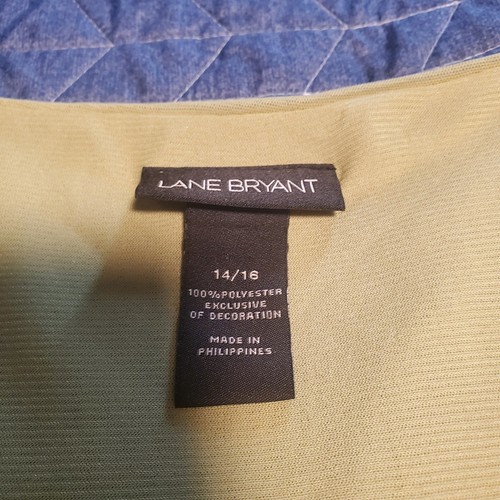 LANE BRYANT
14/16
100% POLYESTER
EXCLUSIVE
OF DECORATION
MADE IN
PHILIPPINES